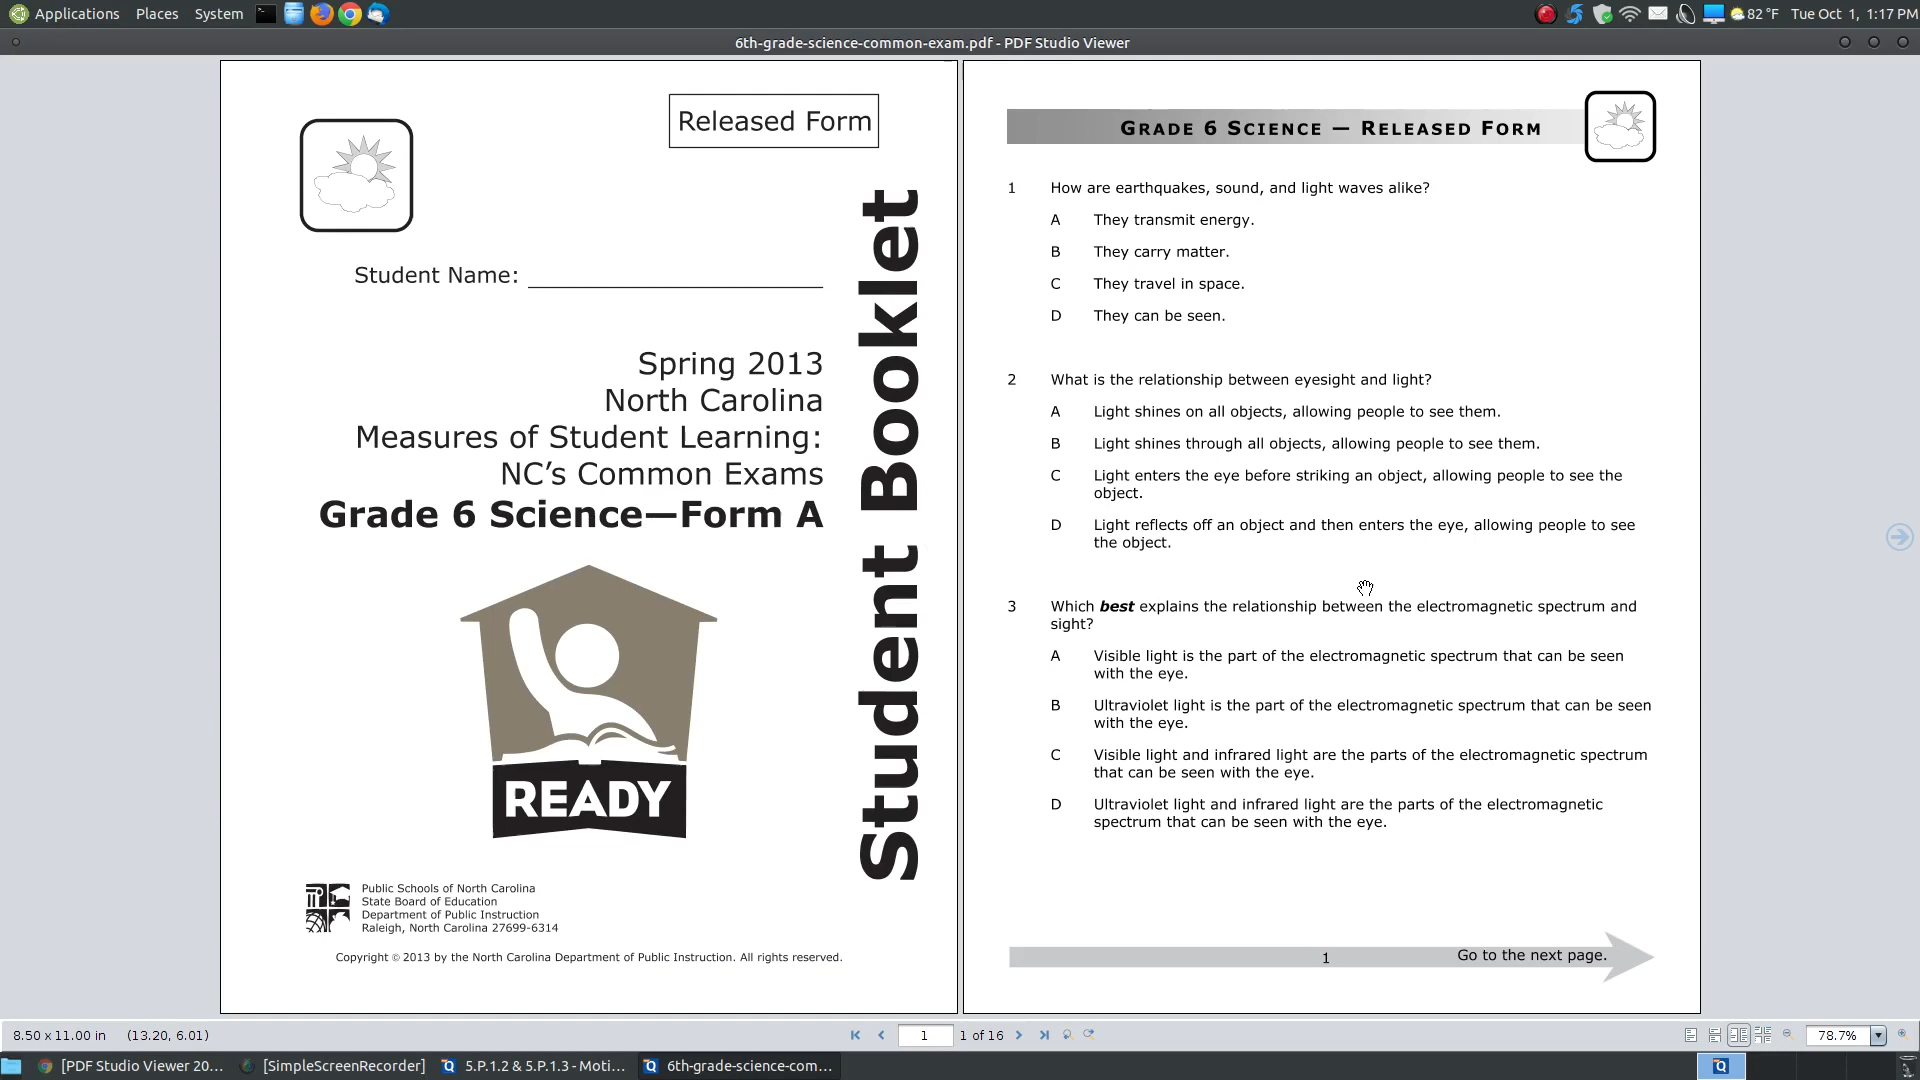 Applications Places System 82 °F Tue Oct 1, 1:17 PM
6th-grade-science-common-exam.pdf - PDF Studio Viewer
Released Form
Student Name:
Spring 2013
North Carolina
Measures of Student Learning:
NC's Common Exams
Grade 6 Science—Form A
Student Booklet
READY
Public Schools of North Carolina
State Board of Education
Department of Public Instruction
Raleigh, North Carolina 27699-6314
Copyright © 2013 by the North Carolina Department of Public Instruction. All rights reserved.
GRADE 6 SCIENCE — RELEASED FORM
1 How are earthquakes, sound, and light waves alike?
A They transmit energy.
B They carry matter.
C They travel in space.
D They can be seen.
2 What is the relationship between eyesight and light?
A Light shines on all objects, allowing people to see them.
B Light shines through all objects, allowing people to see them.
C Light enters the eye before striking an object, allowing people to see the
object.
D Light reflects off an object and then enters the eye, allowing people to see
the object.
3 Which best explains the relationship between the electromagnetic spectrum and
sight?
A Visible light is the part of the electromagnetic spectrum that can be seen
with the eye.
B Ultraviolet light is the part of the electromagnetic spectrum that can be seen
with the eye.
C Visible light and infrared light are the parts of the electromagnetic spectrum
that can be seen with the eye.
D Ultraviolet light and infrared light are the parts of the electromagnetic
spectrum that can be seen with the eye.
1 Go to the next page.
8.50 x 11.00 in (13.20, 6.01) 1 1 of 16 78.7%
[PDF Studio Viewer 20... [SimpleScreenRecorder] 5.P.1.2 & 5.P.1.3 - Moti... 6th-grade-science-com...